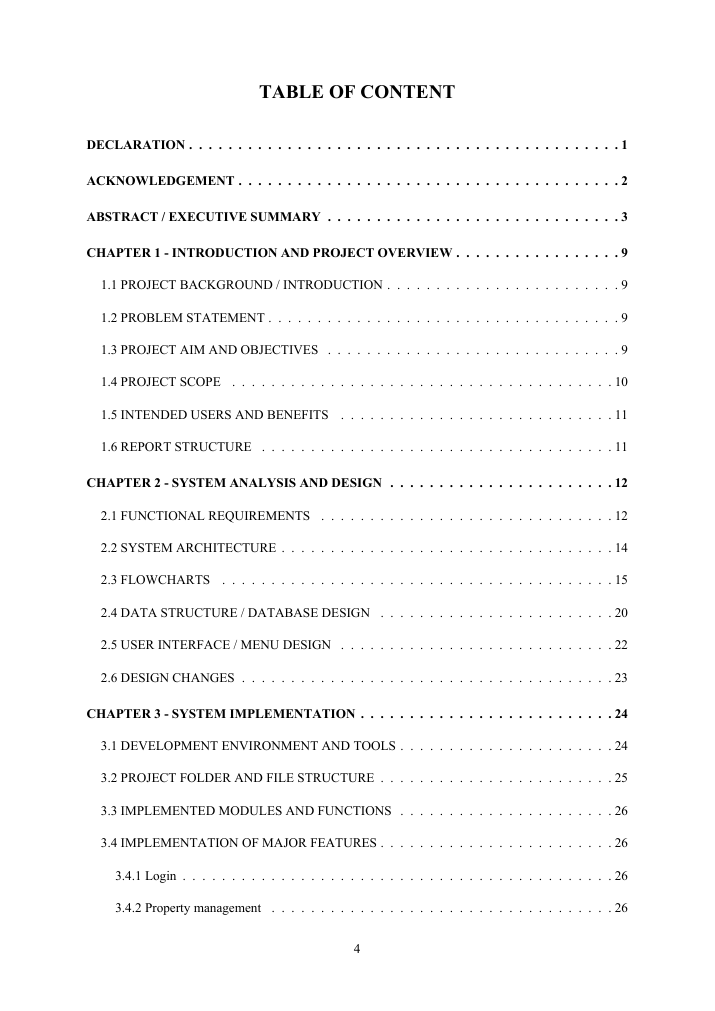 TABLE OF CONTENT
DECLARATION . . . . . . . . . . . . . . . . . . . . . . . . . . . . . . . . . . . . . . . . . . . . 1
ACKNOWLEDGEMENT . . . . . . . . . . . . . . . . . . . . . . . . . . . . . . . . . . . . . . . 2
ABSTRACT / EXECUTIVE SUMMARY . . . . . . . . . . . . . . . . . . . . . . . . . . . . . . 3
CHAPTER 1 - INTRODUCTION AND PROJECT OVERVIEW . . . . . . . . . . . . . . . . . 9
1.1 PROJECT BACKGROUND / INTRODUCTION . . . . . . . . . . . . . . . . . . . . . . . . 9
1.2 PROBLEM STATEMENT . . . . . . . . . . . . . . . . . . . . . . . . . . . . . . . . . . . . 9
1.3 PROJECT AIM AND OBJECTIVES . . . . . . . . . . . . . . . . . . . . . . . . . . . . . . 9
1.4 PROJECT SCOPE . . . . . . . . . . . . . . . . . . . . . . . . . . . . . . . . . . . . . . . 10
1.5 INTENDED USERS AND BENEFITS . . . . . . . . . . . . . . . . . . . . . . . . . . . . 11
1.6 REPORT STRUCTURE . . . . . . . . . . . . . . . . . . . . . . . . . . . . . . . . . . . . 11
CHAPTER 2 - SYSTEM ANALYSIS AND DESIGN . . . . . . . . . . . . . . . . . . . . . . . 12
2.1 FUNCTIONAL REQUIREMENTS . . . . . . . . . . . . . . . . . . . . . . . . . . . . . . 12
2.2 SYSTEM ARCHITECTURE . . . . . . . . . . . . . . . . . . . . . . . . . . . . . . . . . . 14
2.3 FLOWCHARTS . . . . . . . . . . . . . . . . . . . . . . . . . . . . . . . . . . . . . . . . 15
2.4 DATA STRUCTURE / DATABASE DESIGN . . . . . . . . . . . . . . . . . . . . . . . . 20
2.5 USER INTERFACE / MENU DESIGN . . . . . . . . . . . . . . . . . . . . . . . . . . . . 22
2.6 DESIGN CHANGES . . . . . . . . . . . . . . . . . . . . . . . . . . . . . . . . . . . . . . 23
CHAPTER 3 - SYSTEM IMPLEMENTATION . . . . . . . . . . . . . . . . . . . . . . . . . . 24
3.1 DEVELOPMENT ENVIRONMENT AND TOOLS . . . . . . . . . . . . . . . . . . . . . . 24
3.2 PROJECT FOLDER AND FILE STRUCTURE . . . . . . . . . . . . . . . . . . . . . . . . 25
3.3 IMPLEMENTED MODULES AND FUNCTIONS . . . . . . . . . . . . . . . . . . . . . . 26
3.4 IMPLEMENTATION OF MAJOR FEATURES . . . . . . . . . . . . . . . . . . . . . . . . 26
3.4.1 Login . . . . . . . . . . . . . . . . . . . . . . . . . . . . . . . . . . . . . . . . . . . . 26
3.4.2 Property management . . . . . . . . . . . . . . . . . . . . . . . . . . . . . . . . . . . 26
4